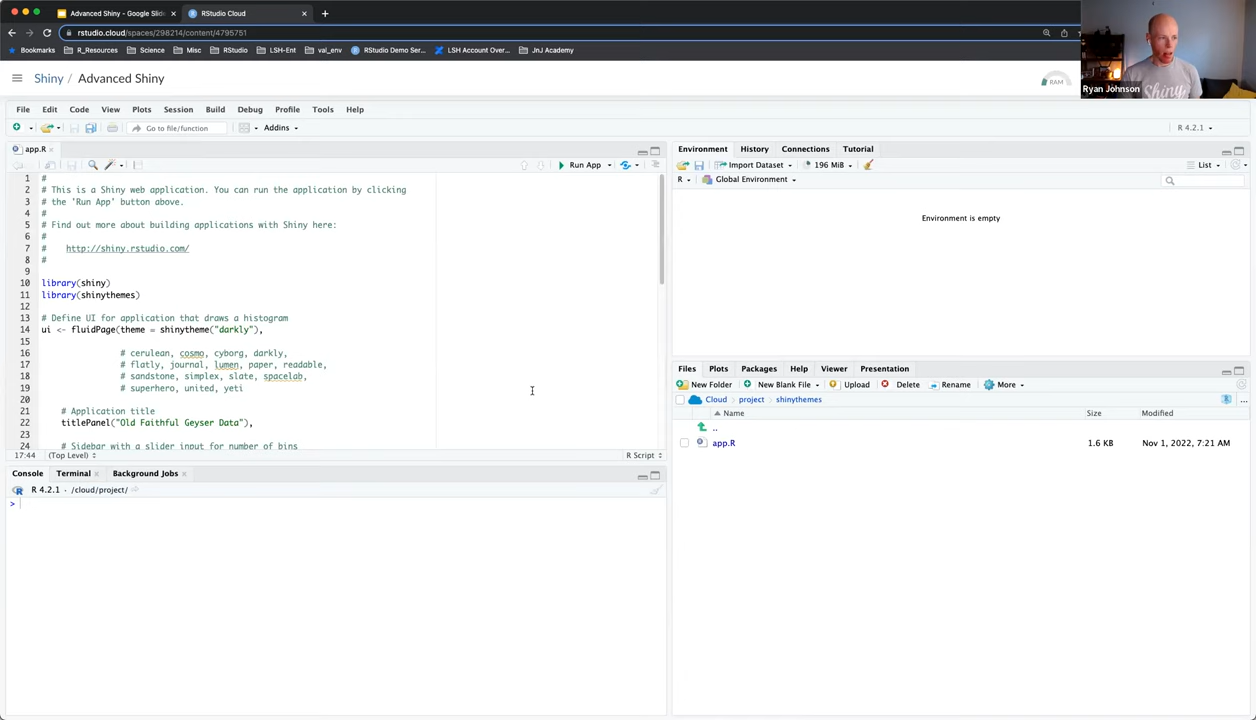 Advanced Shiny - Google Slide
RStudio Cloud
rstudio.cloud/spaces/298214/content/4795751
Bookmarks R_Resources Science Misc RStudio LSH-Ent val_env RStudio Demo Ser... LSH Account Over... JnJ Academy
Shiny / Advanced Shiny
RAM
Ryan Johnson
File Edit Code View Plots Session Build Debug Profile Tools Help
Go to file/function Addins R 4.2.1
app.R
Run App
1 #
2 # This is a Shiny web application. You can run the application by clicking
3 # the 'Run App' button above.
4 #
5 # Find out more about building applications with Shiny here:
6 #
7 # http://shiny.rstudio.com/
8 #
9
10 library(shiny)
11 library(shinythemes)
12
13 # Define UI for application that draws a histogram
14 ui <- fluidPage(theme = shinytheme("darkly"),
15
16 # cerulean, cosmo, cyborg, darkly,
17 # flatly, journal, lumen, paper, readable,
18 # sandstone, simplex, slate, spacelab,
19 # superhero, united, yeti
20
21 # Application title
22 titlePanel("Old Faithful Geyser Data"),
23
24 # Sidebar with a slider input for number of bins
17:44 (Top Level) R Script
Console Terminal Background Jobs
R 4.2.1 · /cloud/project/
>
Environment History Connections Tutorial
Import Dataset 196 MiB List
R Global Environment
Environment is empty
Files Plots Packages Help Viewer Presentation
New Folder New Blank File Upload Delete Rename More
Cloud project shinythemes ...
Name Size Modified
..
app.R 1.6 KB Nov 1, 2022, 7:21 AM
Shiny